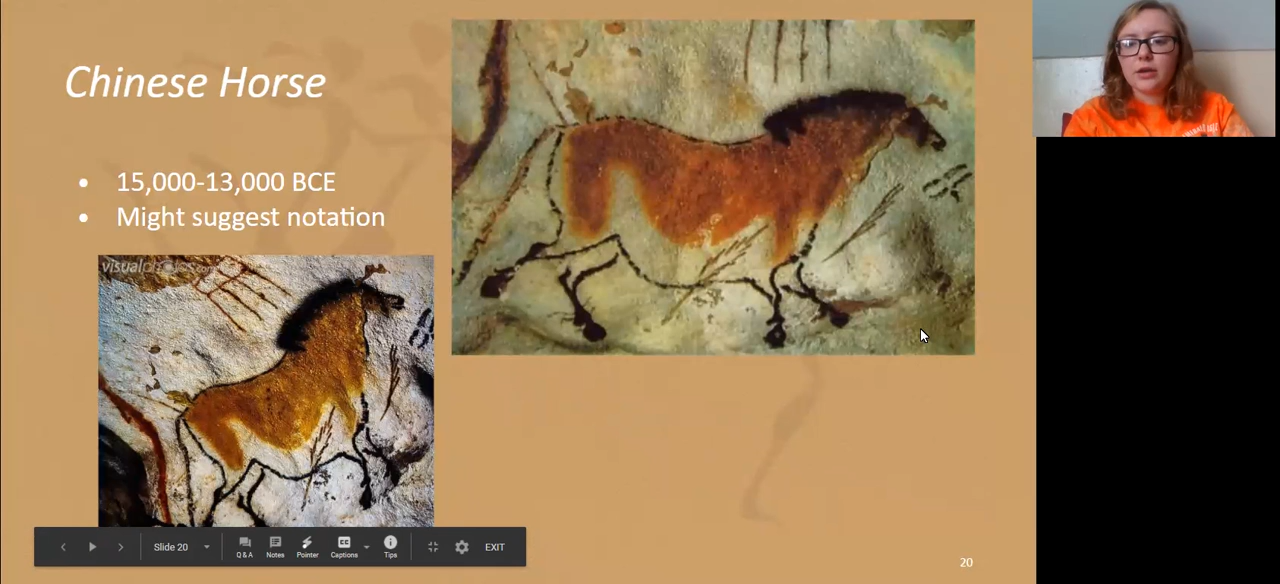 Chinese Horse
15,000-13,000 BCE
Might suggest notation
Slide 20
Q & A
Notes
Pointer
Captions
Tips
EXIT
20